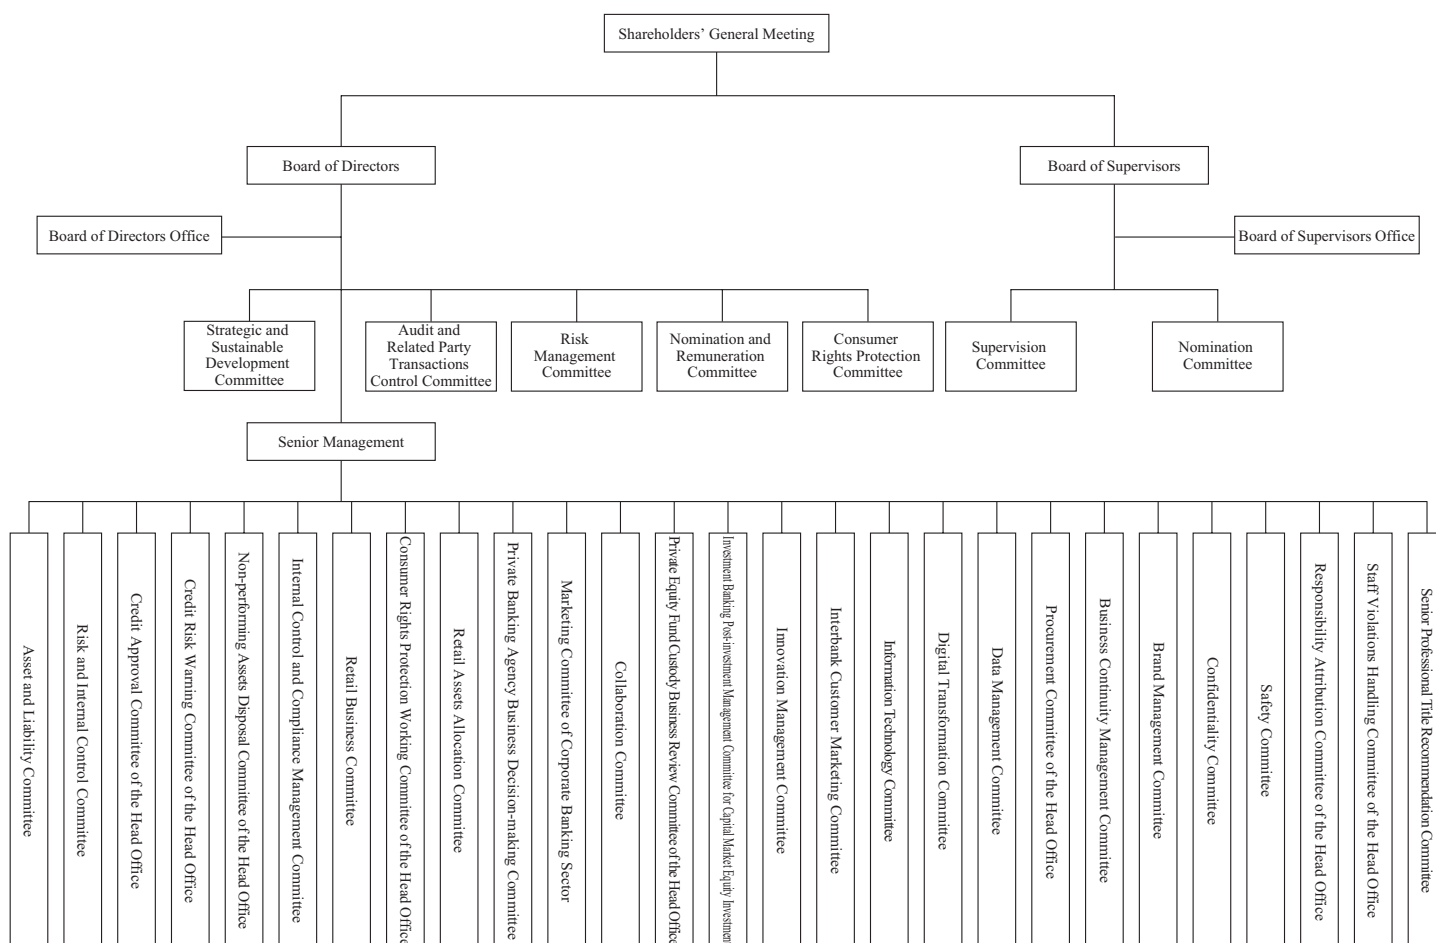 Shareholders’ General Meeting
Board of Directors
Board of Supervisors
Board of Directors Office
Board of Supervisors Office
Strategic and
Sustainable
Development
Committee
Audit and
Related Party
Transactions
Control Committee
Risk
Management
Committee
Nomination and
Remuneration
Committee
Consumer
Rights Protection
Committee
Supervision
Committee
Nomination
Committee
Senior Management
Asset and Liability Committee
Risk and Internal Control Committee
Credit Approval Committee of the Head Office
Credit Risk Warning Committee of the Head Office
Non-performing Assets Disposal Committee of the Head Office
Internal Control and Compliance Management Committee
Retail Business Committee
Consumer Rights Protection Working Committee of the Head Office
Retail Assets Allocation Committee
Private Banking Agency Business Decision-making Committee
Marketing Committee of Corporate Banking Sector
Collaboration Committee
Private Equity Fund Custody Business Review Committee of the Head Office
Investment Banking Post-investment Management Committee for Capital Market Equity Investment
Innovation Management Committee
Interbank Customer Marketing Committee
Information Technology Committee
Digital Transformation Committee
Data Management Committee
Procurement Committee of the Head Office
Business Continuity Management Committee
Brand Management Committee
Confidentiality Committee
Safety Committee
Responsibility Attribution Committee of the Head Office
Staff Violations Handling Committee of the Head Office
Senior Professional Title Recommendation Committee